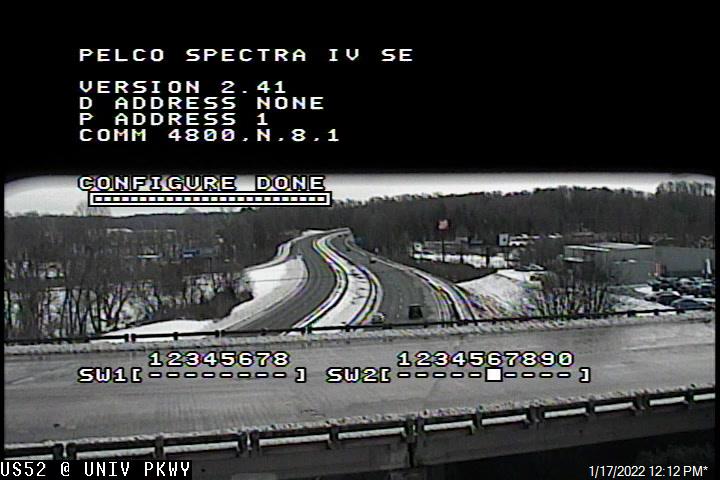 PELCO SPECTRA IV SE
VERSION 2.41
D ADDRESS NONE
P ADDRESS 1
COMM 4800,N,8,1
CONFIGURE DONE
12345678 1234567890
SW1[--------] SW2[-----■----]
US52 @ UNIV PKWY
1/17/2022 12:12 PM*